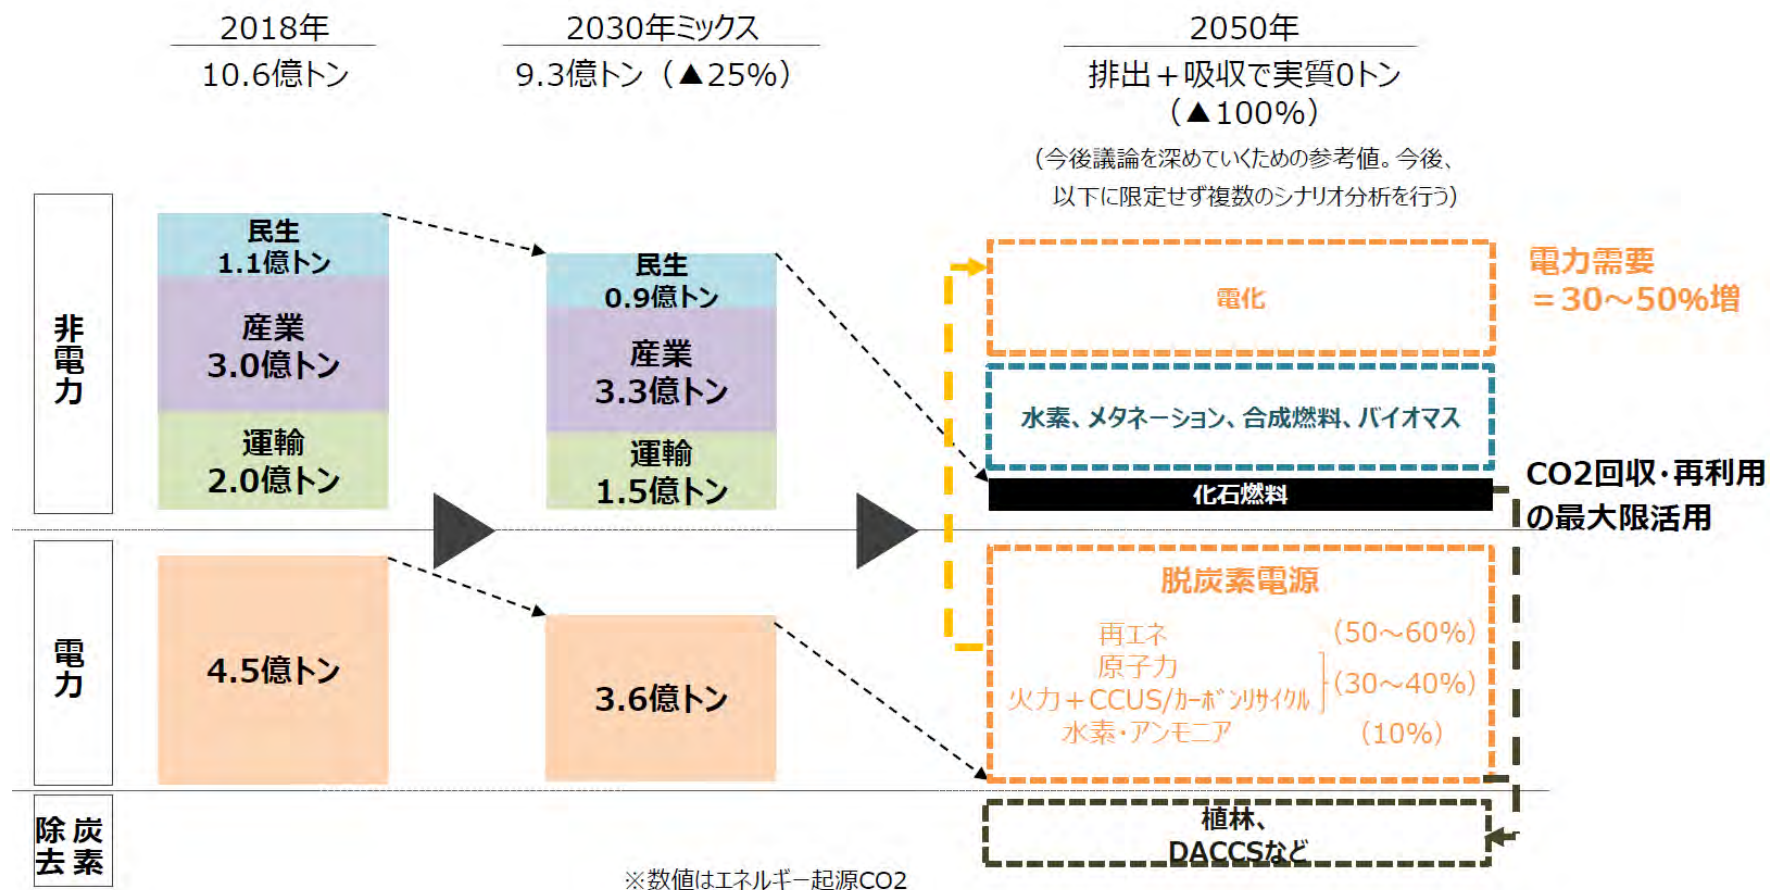 2018年
10.6億トン
2030年ミックス
9.3億トン（▲25%）
2050年
排出＋吸収で実質0トン
（▲100%）
（今後議論を深めていくための参考値。今後、
以下に限定せず複数のシナリオ分析を行う）
非電力
民生
1.1億トン
産業
3.0億トン
運輸
2.0億トン
民生
0.9億トン
産業
3.3億トン
運輸
1.5億トン
電化
電力需要
＝30～50%増
水素、メタネーション、合成燃料、バイオマス
化石燃料
CO2回収・再利用
の最大限活用
電力
4.5億トン
3.6億トン
脱炭素電源
再エネ （50～60%）
原子力
火力＋CCUS/カーボンリサイクル （30～40%）
水素・アンモニア （10%）
炭素
除去
植林、
DACCSなど
※数値はエネルギー起源CO2